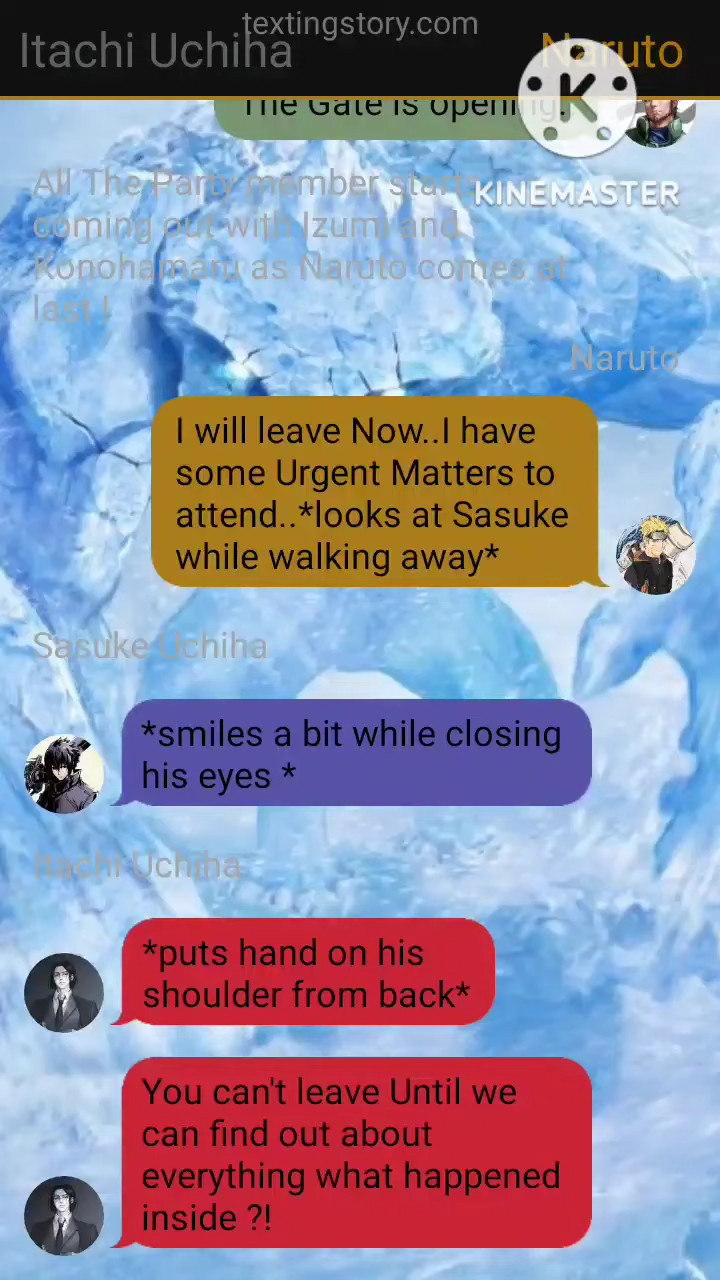 textingstory.com
Itachi Uchiha
Naruto
The Gate is opening.
K
KINEMASTER
All The Party member starts
coming out with Izumi and
Konohamaru as Naruto comes at
last !
Naruto
I will leave Now..I have
some Urgent Matters to
attend..*looks at Sasuke
while walking away*
Sasuke Uchiha
*smiles a bit while closing
his eyes *
Itachi Uchiha
*puts hand on his
shoulder from back*
You can't leave Until we
can find out about
everything what happened
inside ?!